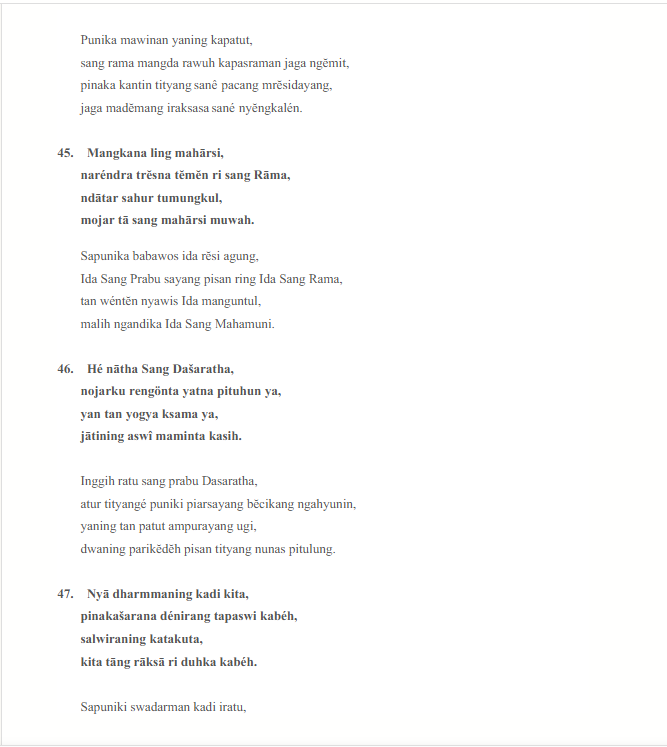 Punika mawinan yaning kapatut,
sang rama mangda rawuh kapasraman jaga ngĕmit,
pinaka kantin tityang sanê pacang mrĕsidayang,
jaga madĕmang iraksasa sané nyĕngkalén.
45. Mangkana ling mahārsi,
naréndra trĕsna tĕmĕn ri sang Rāma,
ndātar sahur tumungkul,
mojar tā sang mahārsi muwah.
Sapunika babawos ida rĕsi agung,
Ida Sang Prabu sayang pisan ring Ida Sang Rama,
tan wéntĕn nyawis Ida manguntul,
malih ngandika Ida Sang Mahamuni.
46. Hé nātha Sang Dašaratha,
nojarku rengönta yatna pituhun ya,
yan tan yogya ksama ya,
jātining aswî maminta kasih.
Inggih ratu sang prabu Dasaratha,
atur tityangé puniki piarsayang bĕcikang ngahyunin,
yaning tan patut ampurayang ugi,
dwaning parikĕdĕh pisan tityang nunas pitulung.
47. Nyā dharmmaning kadi kita,
pinakašarana dénirang tapaswi kabéh,
salwiraning katakuta,
kita tāng rāksā ri duhka kabéh.
Sapuniki swadarman kadi iratu,